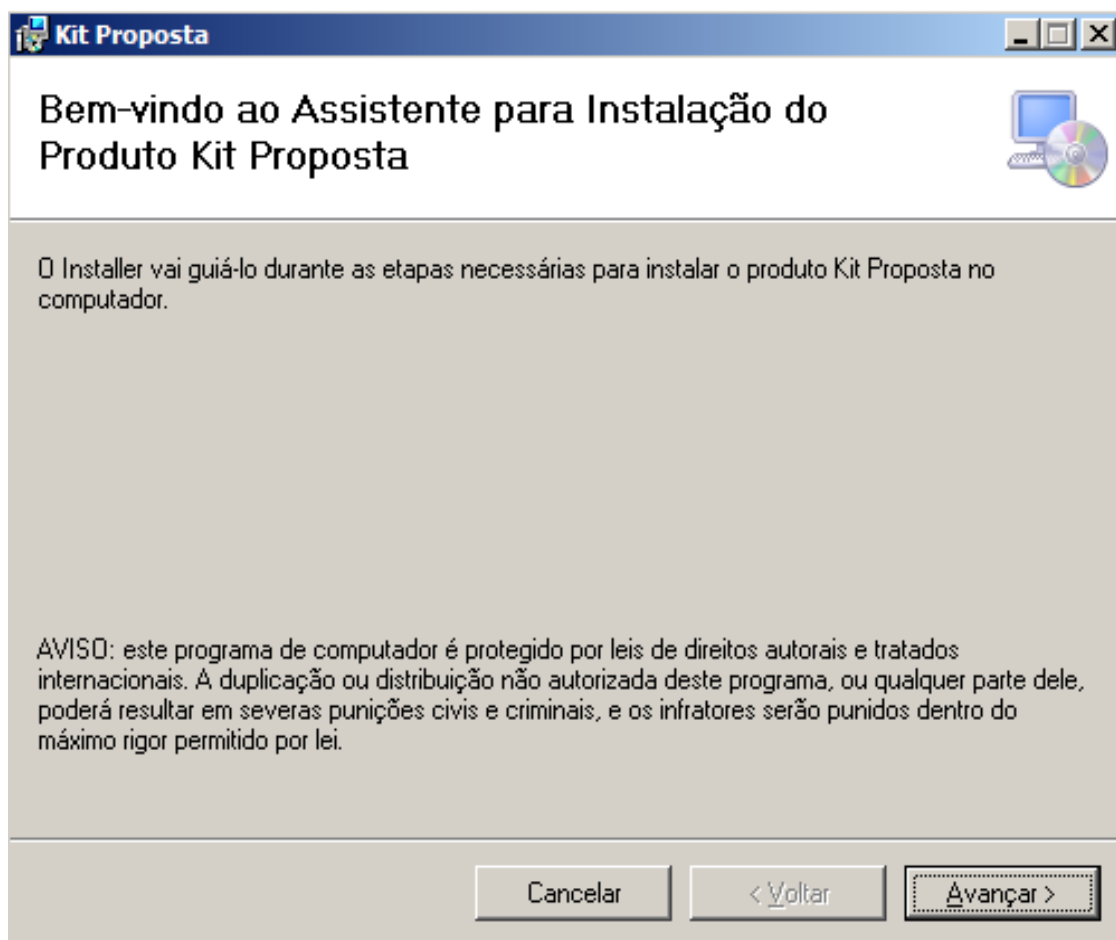 Kit Proposta
Bem-vindo ao Assistente para Instalação do
Produto Kit Proposta
O Installer vai guiá-lo durante as etapas necessárias para instalar o produto Kit Proposta no
computador.
AVISO: este programa de computador é protegido por leis de direitos autorais e tratados
internacionais. A duplicação ou distribuição não autorizada deste programa, ou qualquer parte dele,
poderá resultar em severas punições civis e criminais, e os infratores serão punidos dentro do
máximo rigor permitido por lei.
Cancelar < Voltar Avançar >